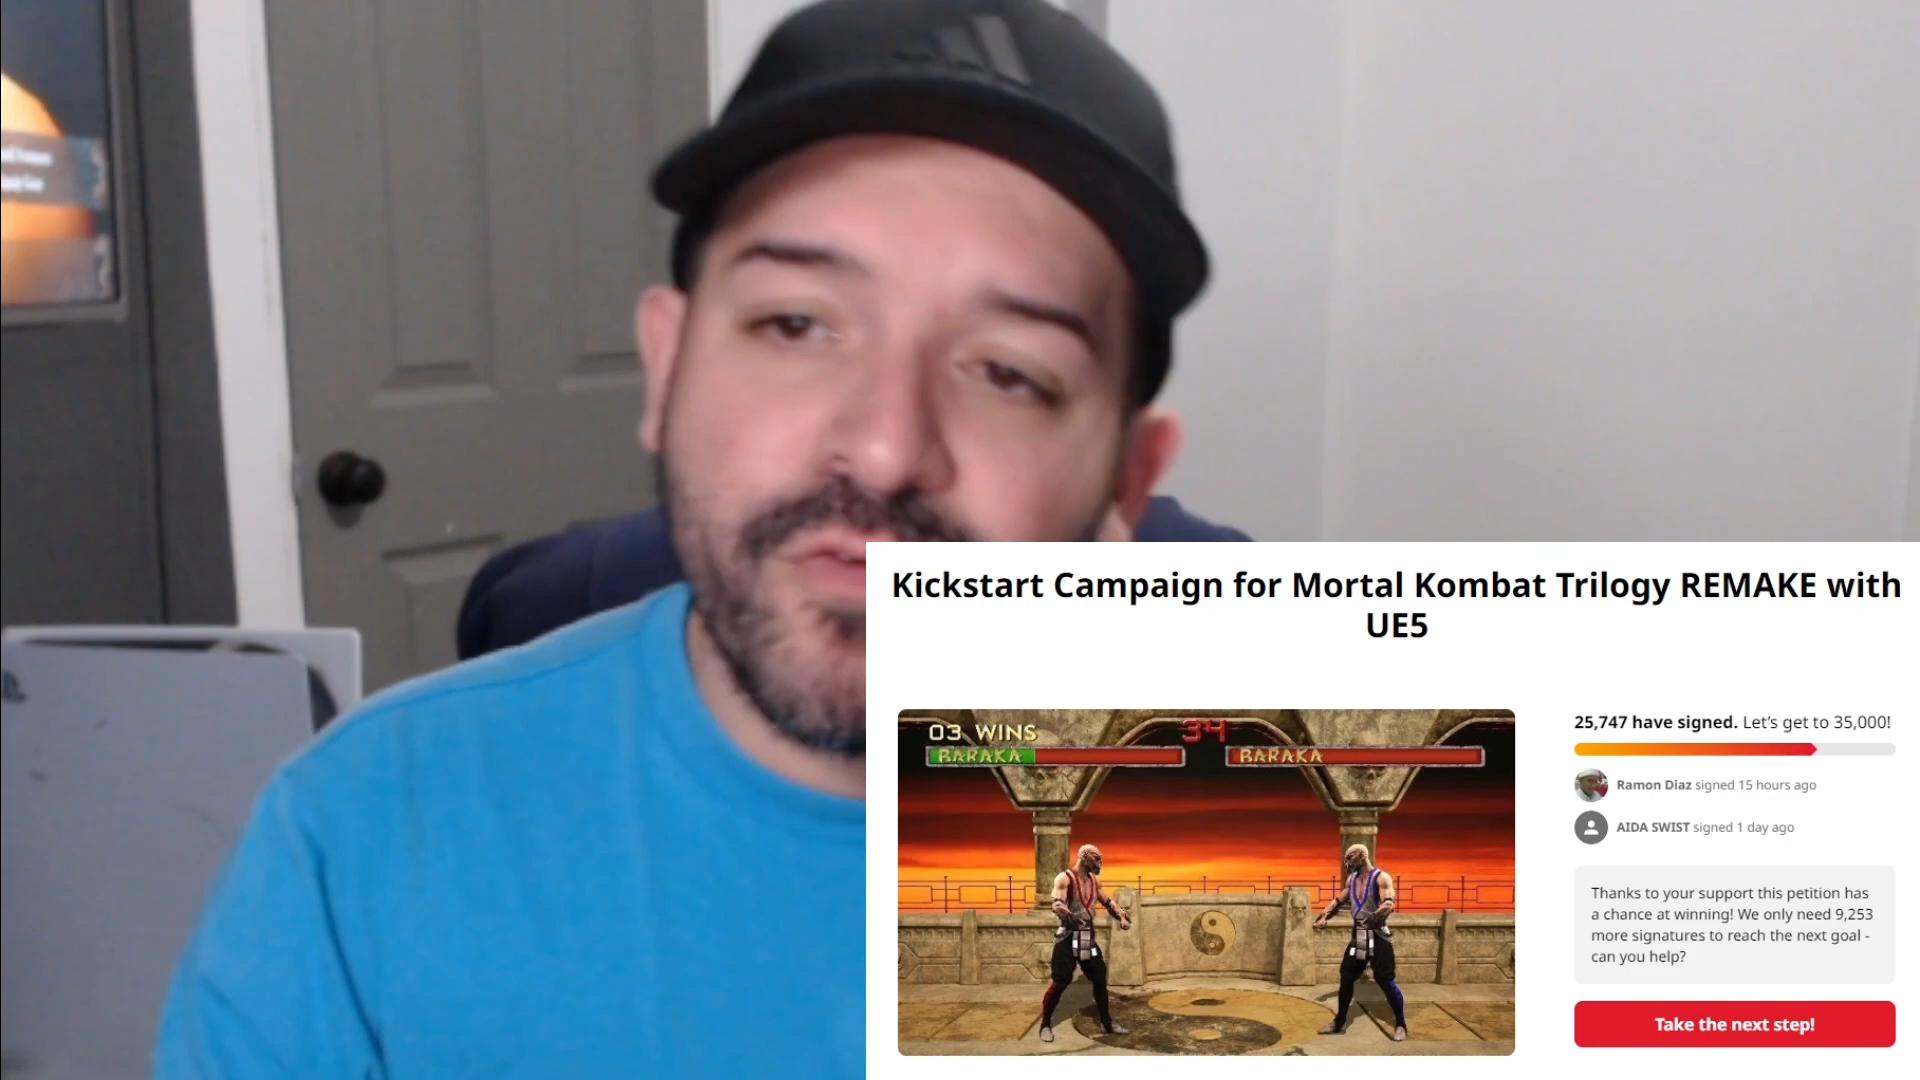 Kickstart Campaign for Mortal Kombat Trilogy REMAKE with
UE5
03 WINS
34
BARAKA
BARAKA
25,747 have signed. Let's get to 35,000!
Ramon Diaz signed 15 hours ago
AIDA SWIST signed 1 day ago
Thanks to your support this petition has
a chance at winning! We only need 9,253
more signatures to reach the next goal -
can you help?
Take the next step!